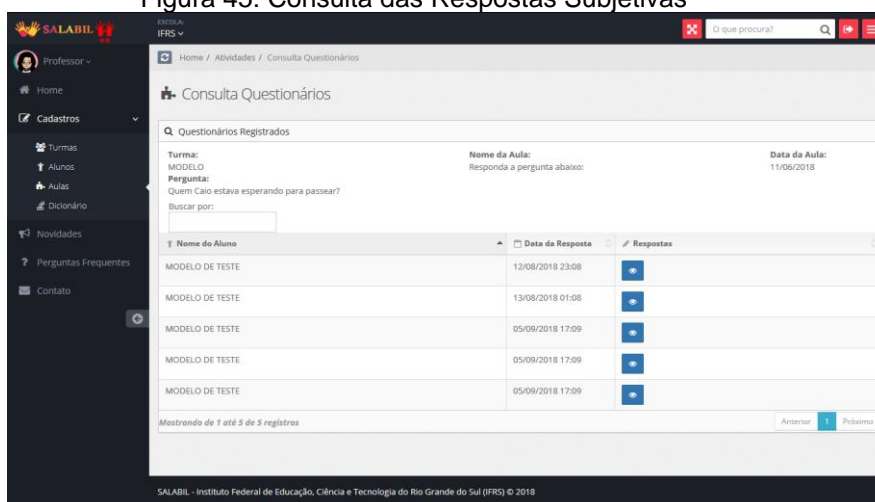 Figura 45: Consulta das Respostas Subjetivas
SALABIL
ESCOLA:
IFRS
O que procura?
Professor
Home / Atividades / Consulta Questionários
Home
Consulta Questionários
Cadastros
Questionários Registrados
Turmas
Alunos
Aulas
Dicionário
Turma:
MODELO
Nome da Aula:
Responda a pergunta abaixo:
Data da Aula:
11/06/2018
Pergunta:
Quem Caio estava esperando para passear?
Buscar por:
Novidades
Perguntas Frequentes
Contato
Nome do Aluno Data da Resposta Respostas
MODELO DE TESTE 12/08/2018 23:08
MODELO DE TESTE 13/08/2018 01:08
MODELO DE TESTE 05/09/2018 17:09
MODELO DE TESTE 05/09/2018 17:09
MODELO DE TESTE 05/09/2018 17:09
Mostrando de 1 até 5 de 5 registros
Anterior 1 Próximo
SALABIL - Instituto Federal de Educação, Ciência e Tecnologia do Rio Grande do Sul (IFRS) © 2018